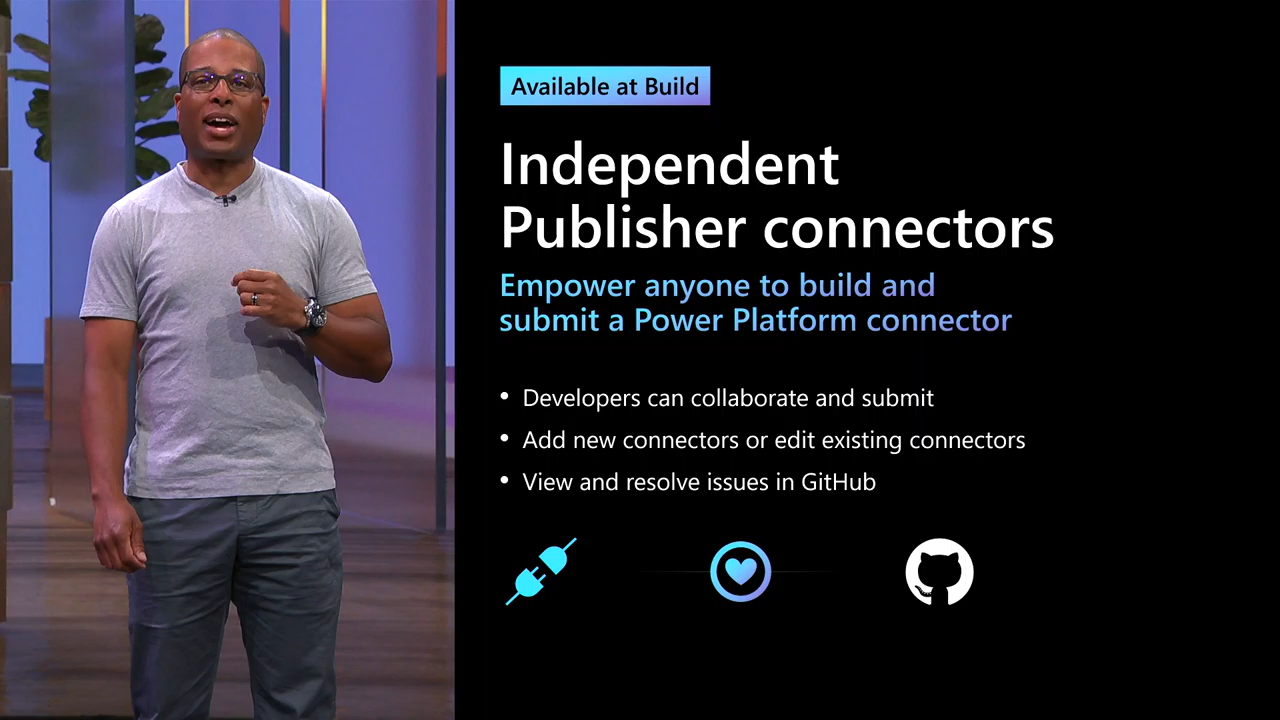 Available at Build
Independent
Publisher connectors
Empower anyone to build and
submit a Power Platform connector
• Developers can collaborate and submit
• Add new connectors or edit existing connectors
• View and resolve issues in GitHub